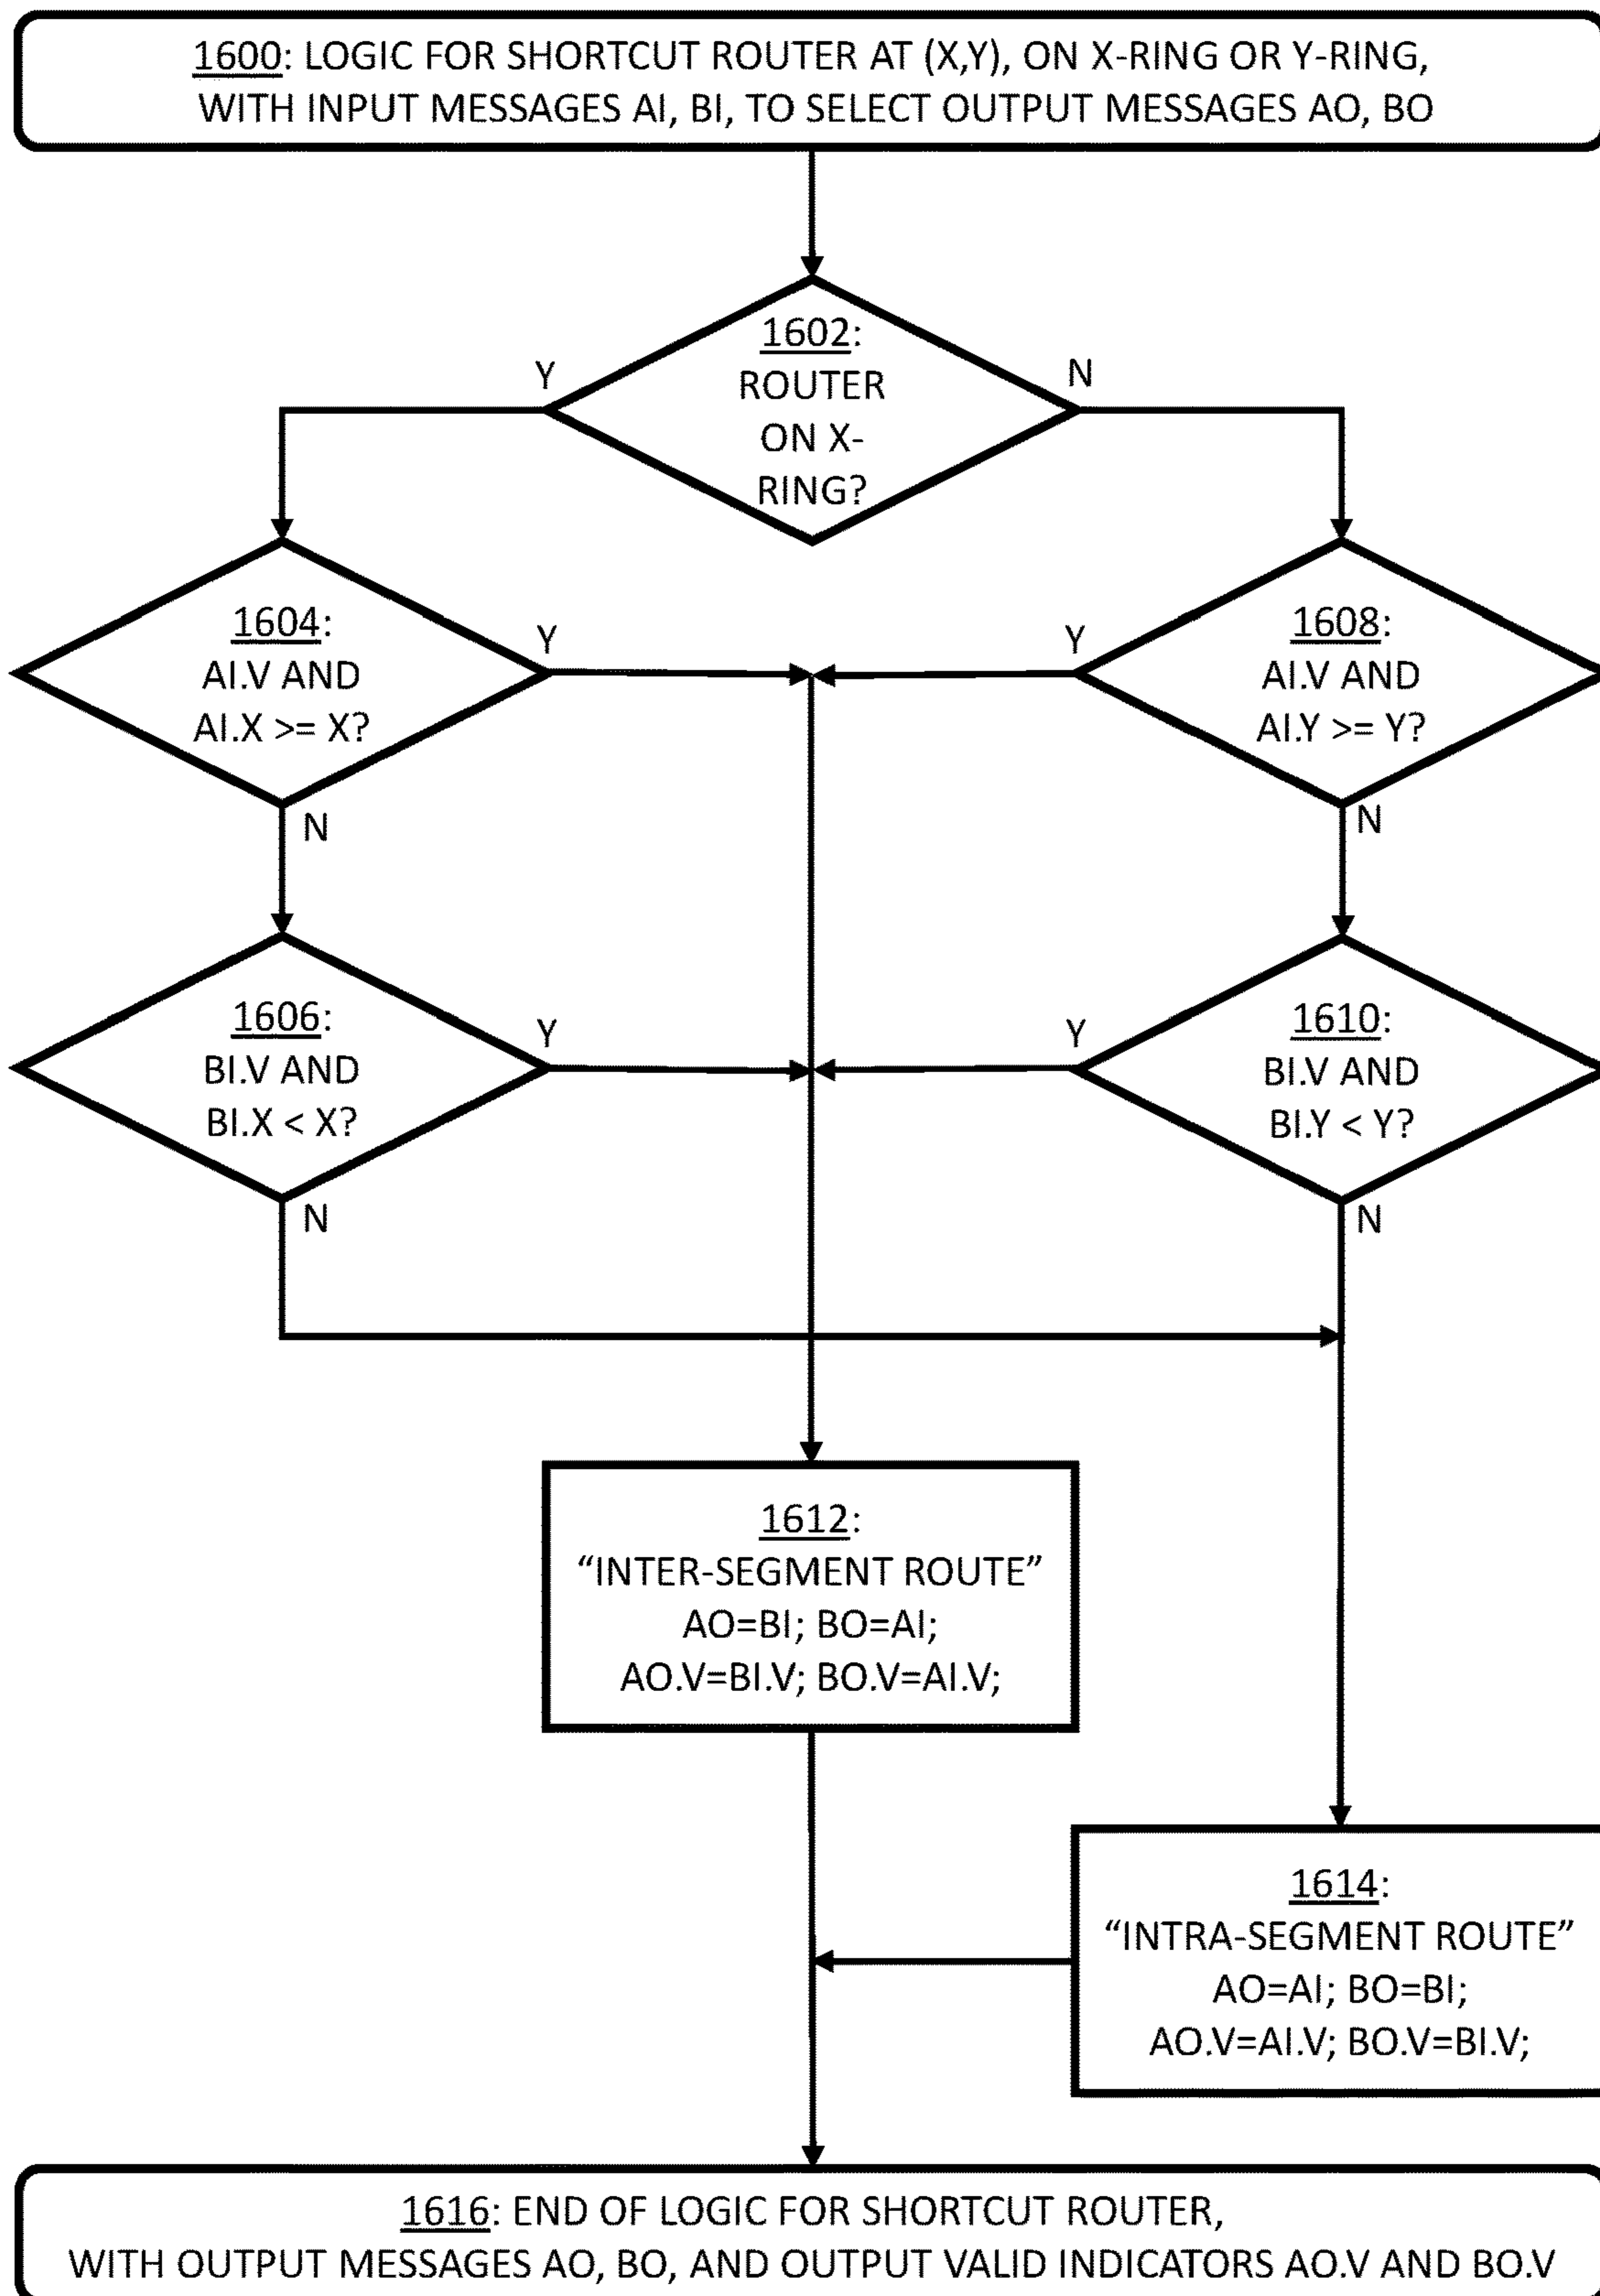 1600: LOGIC FOR SHORTCUT ROUTER AT (X,Y), ON X-RING OR Y-RING,
WITH INPUT MESSAGES AI, BI, TO SELECT OUTPUT MESSAGES AO, BO
1602:
ROUTER
ON X-
RING?
Y
N
1604:
AI.V AND
AI.X >= X?
Y
N
1608:
AI.V AND
AI.Y >= Y?
Y
N
1606:
BI.V AND
BI.X < X?
Y
N
1610:
BI.V AND
BI.Y < Y?
Y
N
1612:
“INTER-SEGMENT ROUTE”
AO=BI; BO=AI;
AO.V=BI.V; BO.V=AI.V;
1614:
“INTRA-SEGMENT ROUTE”
AO=AI; BO=BI;
AO.V=AI.V; BO.V=BI.V;
1616: END OF LOGIC FOR SHORTCUT ROUTER,
WITH OUTPUT MESSAGES AO, BO, AND OUTPUT VALID INDICATORS AO.V AND BO.V